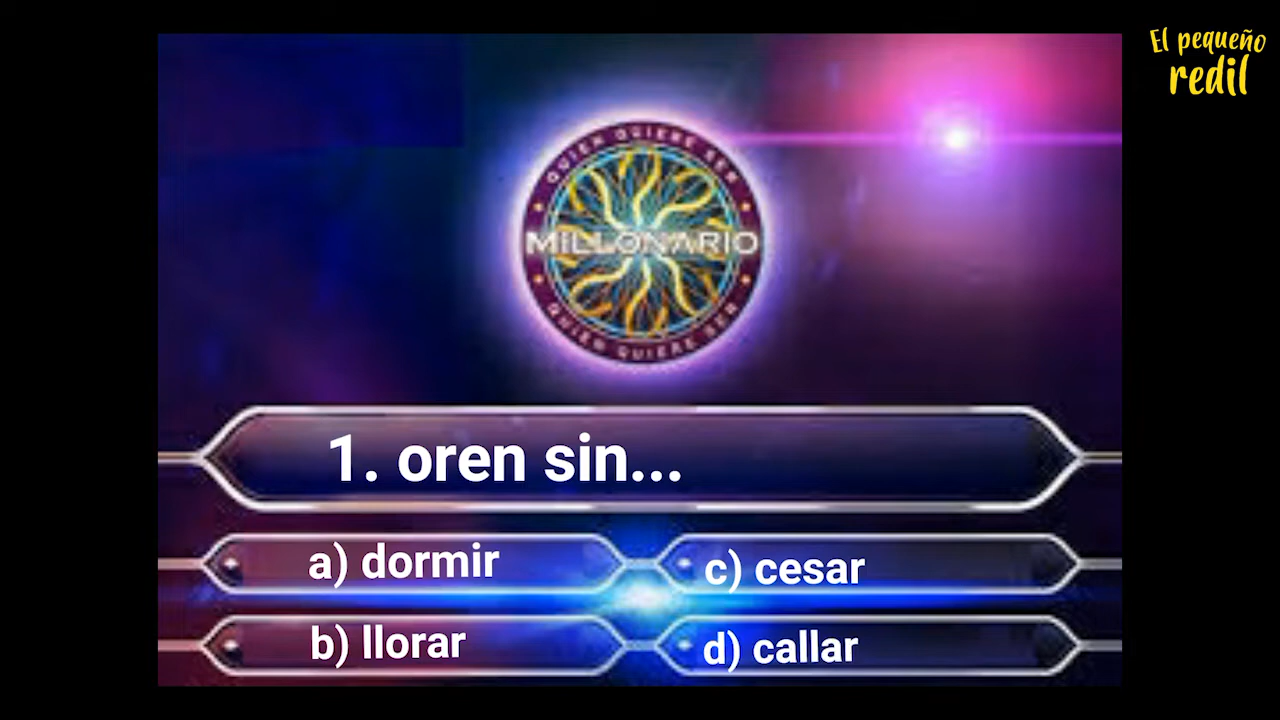 El pequeño
redil
QUIEN QUIERE SER
MILLONARIO
QUIEN QUIERE SER
1. oren sin...
a) dormir
c) cesar
b) llorar
d) callar